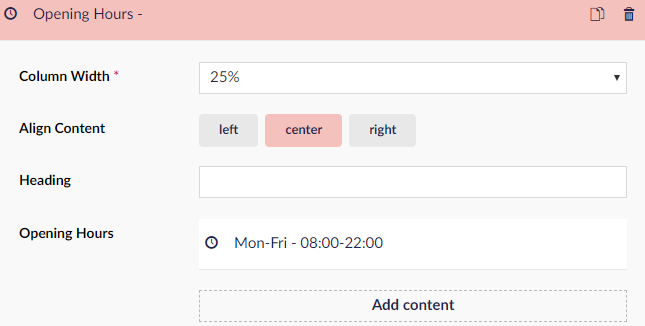 Opening Hours -
Column Width *
25%
Align Content
left center right
Heading
Opening Hours
Mon-Fri - 08:00-22:00
Add content